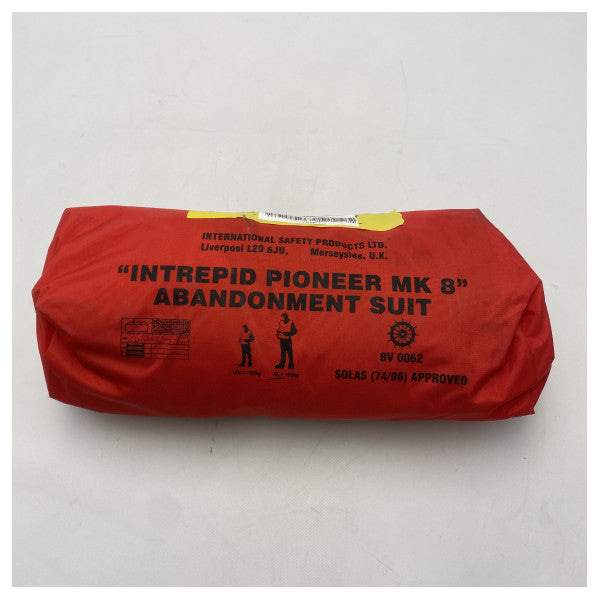 INTERNATIONAL SAFETY PRODUCTS LTD.
Liverpool L20 6JU, Merseyside, U.K.
“INTREPID PIONEER MK 8”
ABANDONMENT SUIT
BV 0062
SOLAS (74/96) APPROVED